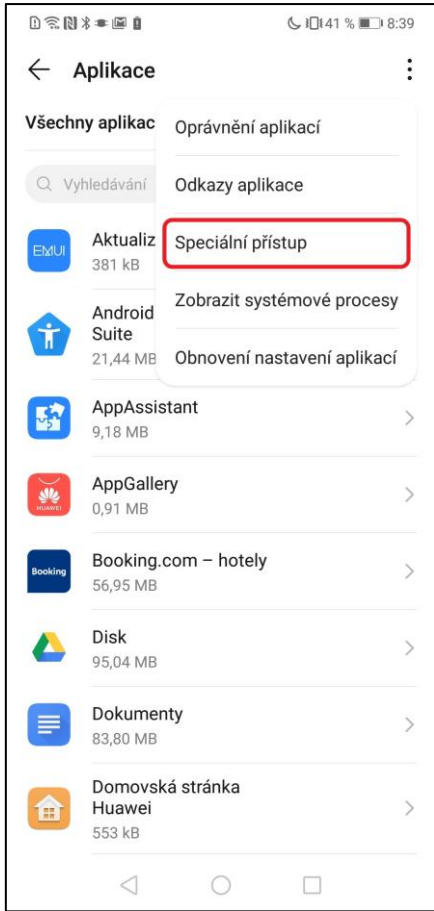 41 % 8:39
Aplikace
Všechny aplikac
Oprávnění aplikací
Vyhledávání
Odkazy aplikace
EMUI
Aktualiz
381 kB
Speciální přístup
Zobrazit systémové procesy
Android
Suite
21,44 MB
Obnovení nastavení aplikací
AppAssistant
9,18 MB
HUAWEI
AppGallery
0,91 MB
Booking
Booking.com – hotely
56,95 MB
Disk
95,04 MB
Dokumenty
83,80 MB
Domovská stránka
Huawei
553 kB